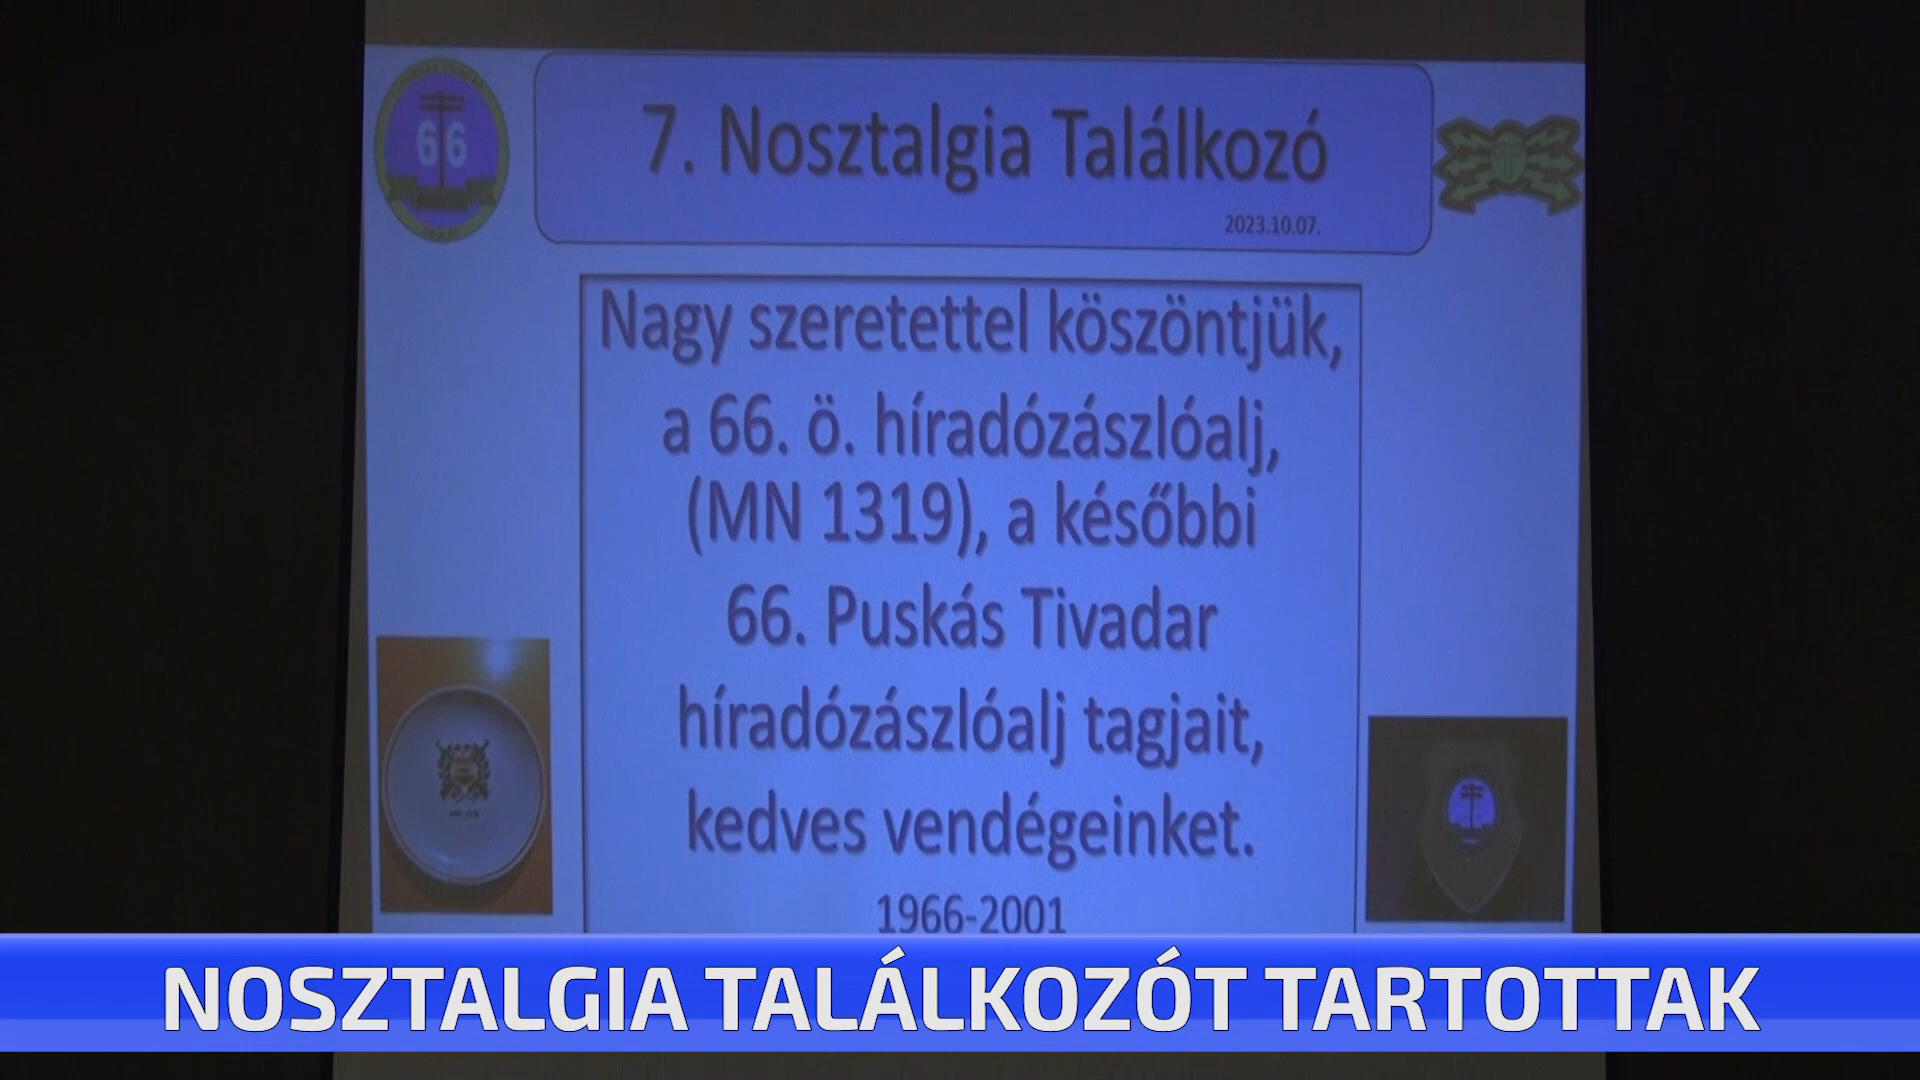 66
7. Nosztalgia Találkozó
2023.10.07.
Nagy szeretettel köszöntjük,
a 66. ö. híradózászlóalj,
(MN 1319), a későbbi
66. Puskás Tivadar
híradózászlóalj tagjait,
kedves vendégeinket.
1966-2001
NOSZTALGIA TALÁLKOZÓT TARTOTTAK